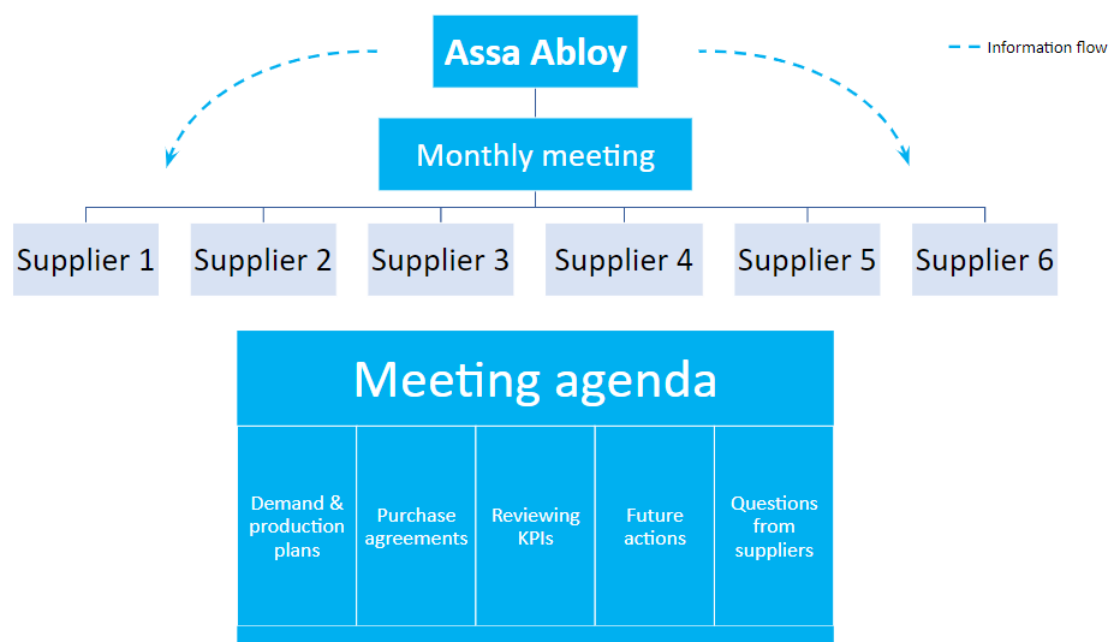 Assa Abloy
Information flow
Monthly meeting
Supplier 1
Supplier 2
Supplier 3
Supplier 4
Supplier 5
Supplier 6
Meeting agenda
Demand &
production
plans
Purchase
agreements
Reviewing
KPIs
Future
actions
Questions
from
suppliers